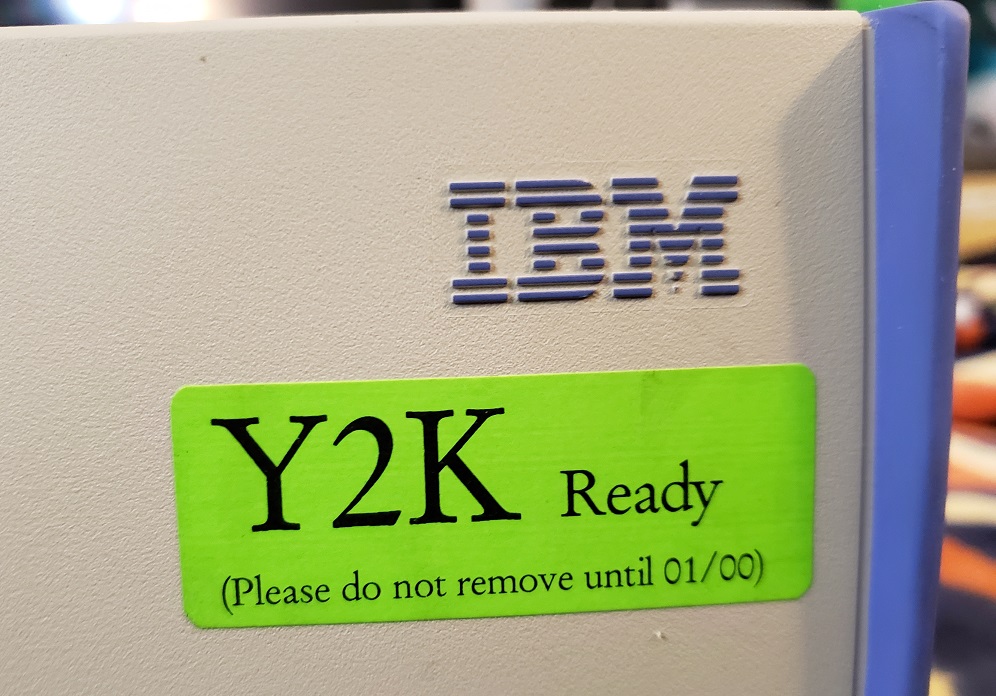 IBM
Y2K Ready
(Please do not remove until 01/00)